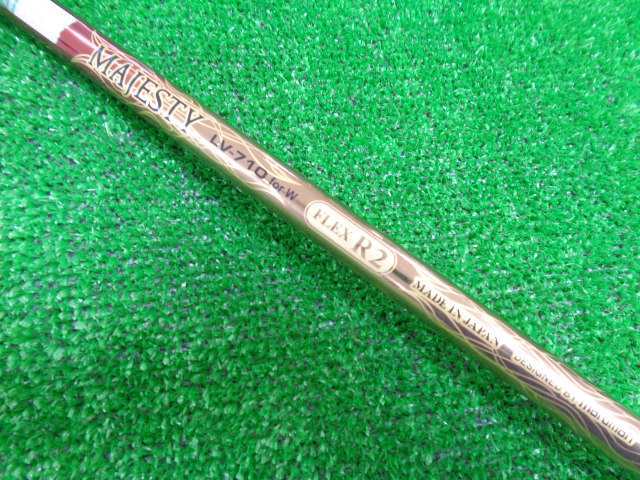 MAJESTY LV-710 for W FLEX R2 MADE IN JAPAN DESIGNED BY maruman